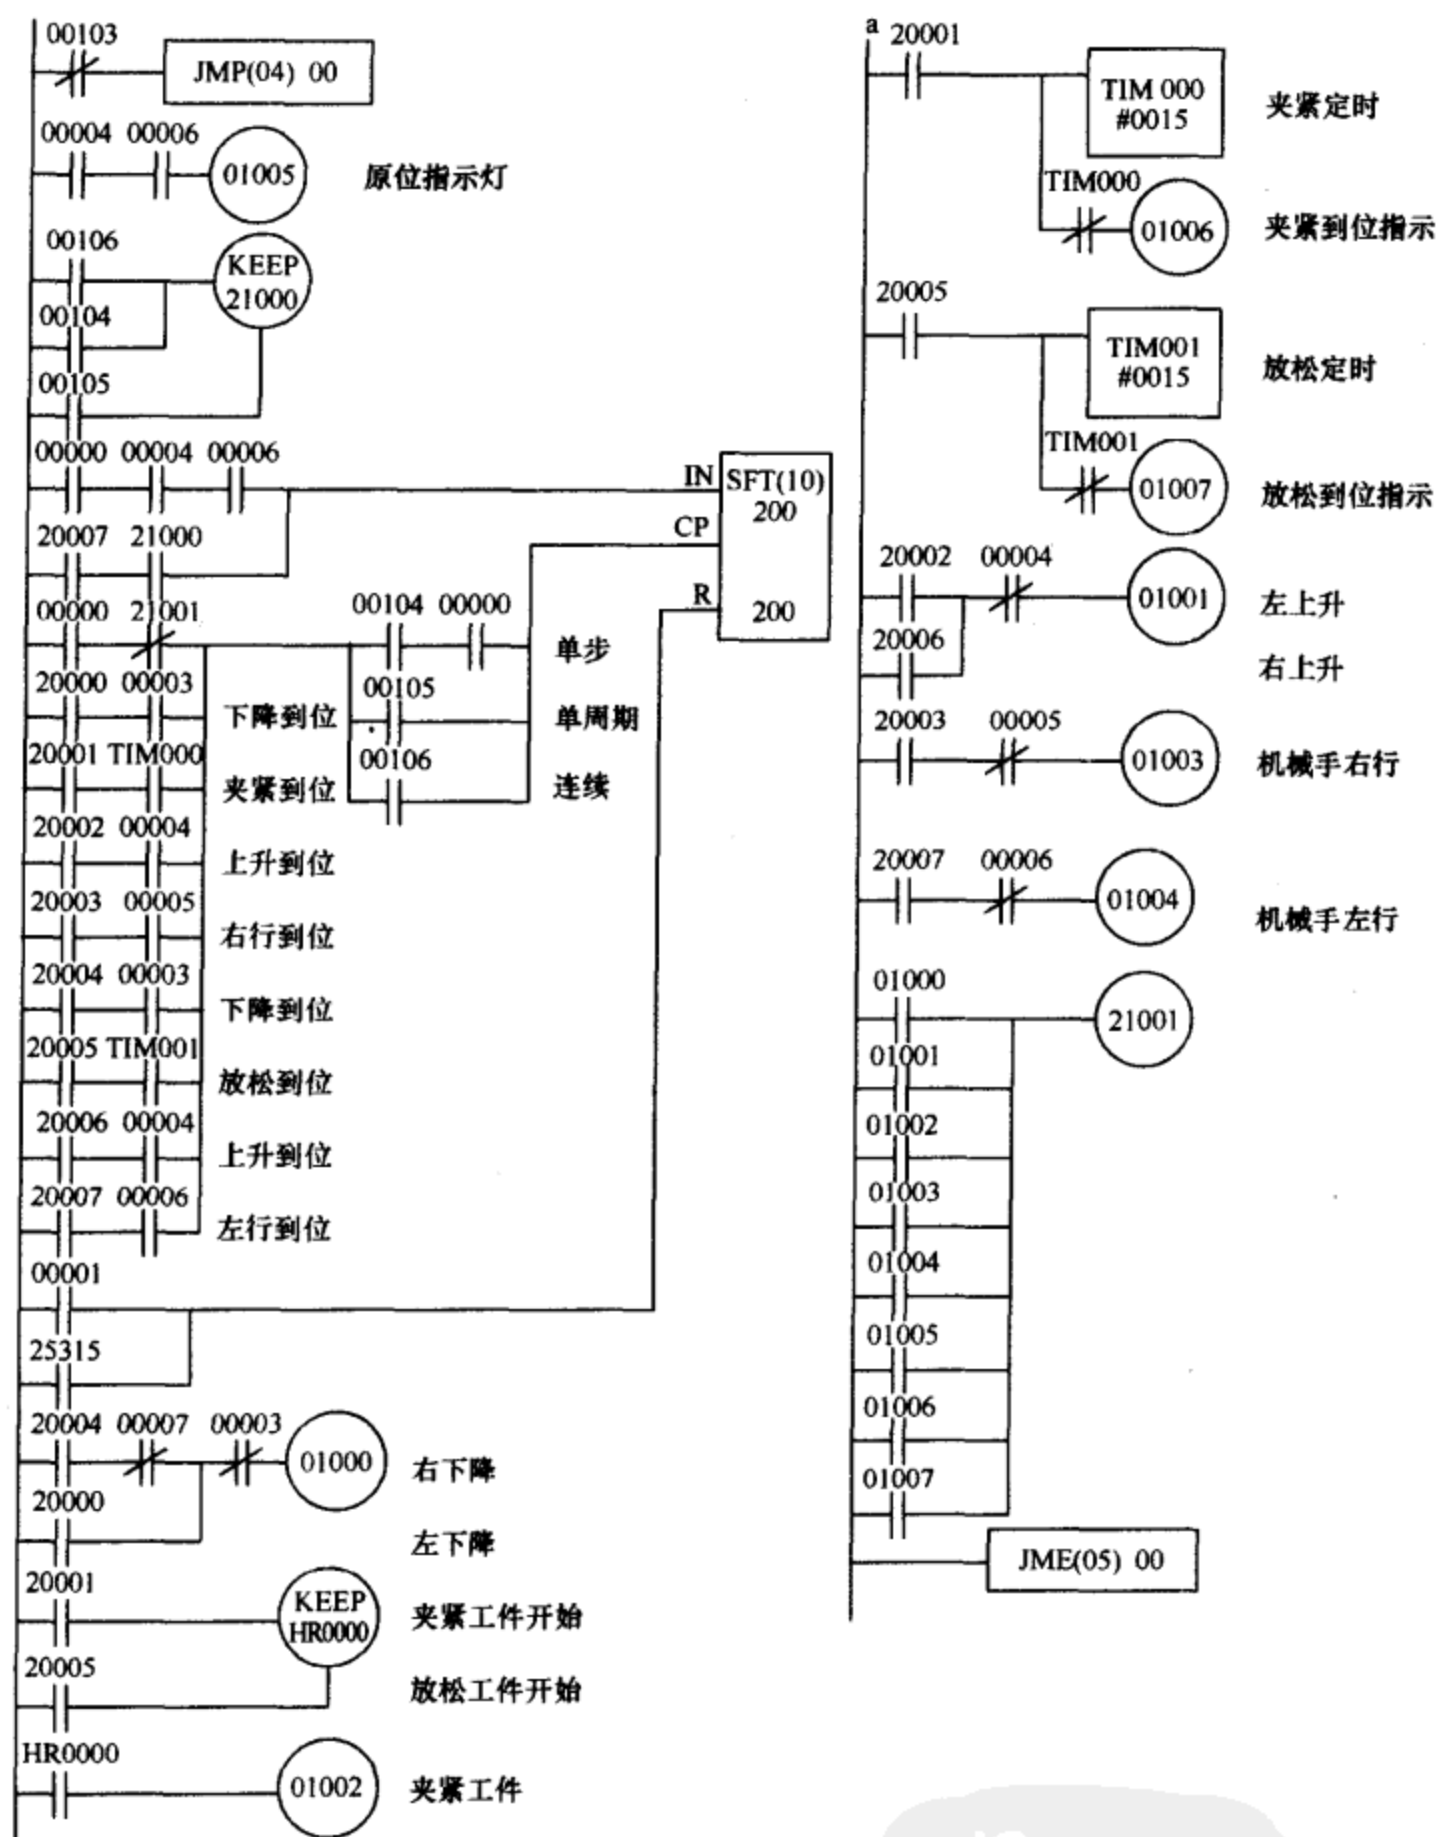 00103
JMP(04) 00
00004 00006
01005 原位指示灯
00106
KEEP
21000
00104
00105
00000 00004 00006
IN SFT(10)
200
20007 21000
CP
00000 21001
R 200
00104 00000
单步
20000 00003
下降到位
00105
单周期
20001 TIM000
夹紧到位
00106
连续
20002 00004
上升到位
20003 00005
右行到位
20004 00003
下降到位
20005 TIM001
放松到位
20006 00004
上升到位
20007 00006
左行到位
00001
25315
20004 00007 00003
01000 右下降
20000
左下降
20001
KEEP
HR0000
夹紧工件开始
20005
放松工件开始
HR0000
01002 夹紧工件
a 20001
TIM 000
#0015
夹紧定时
TIM000
01006 夹紧到位指示
20005
TIM001
#0015
放松定时
TIM001
01007 放松到位指示
20002 00004
01001 左上升
20006
右上升
20003 00005
01003 机械手右行
20007 00006
01004 机械手左行
01000
21001
01001
01002
01003
01004
01005
01006
01007
JME(05) 00